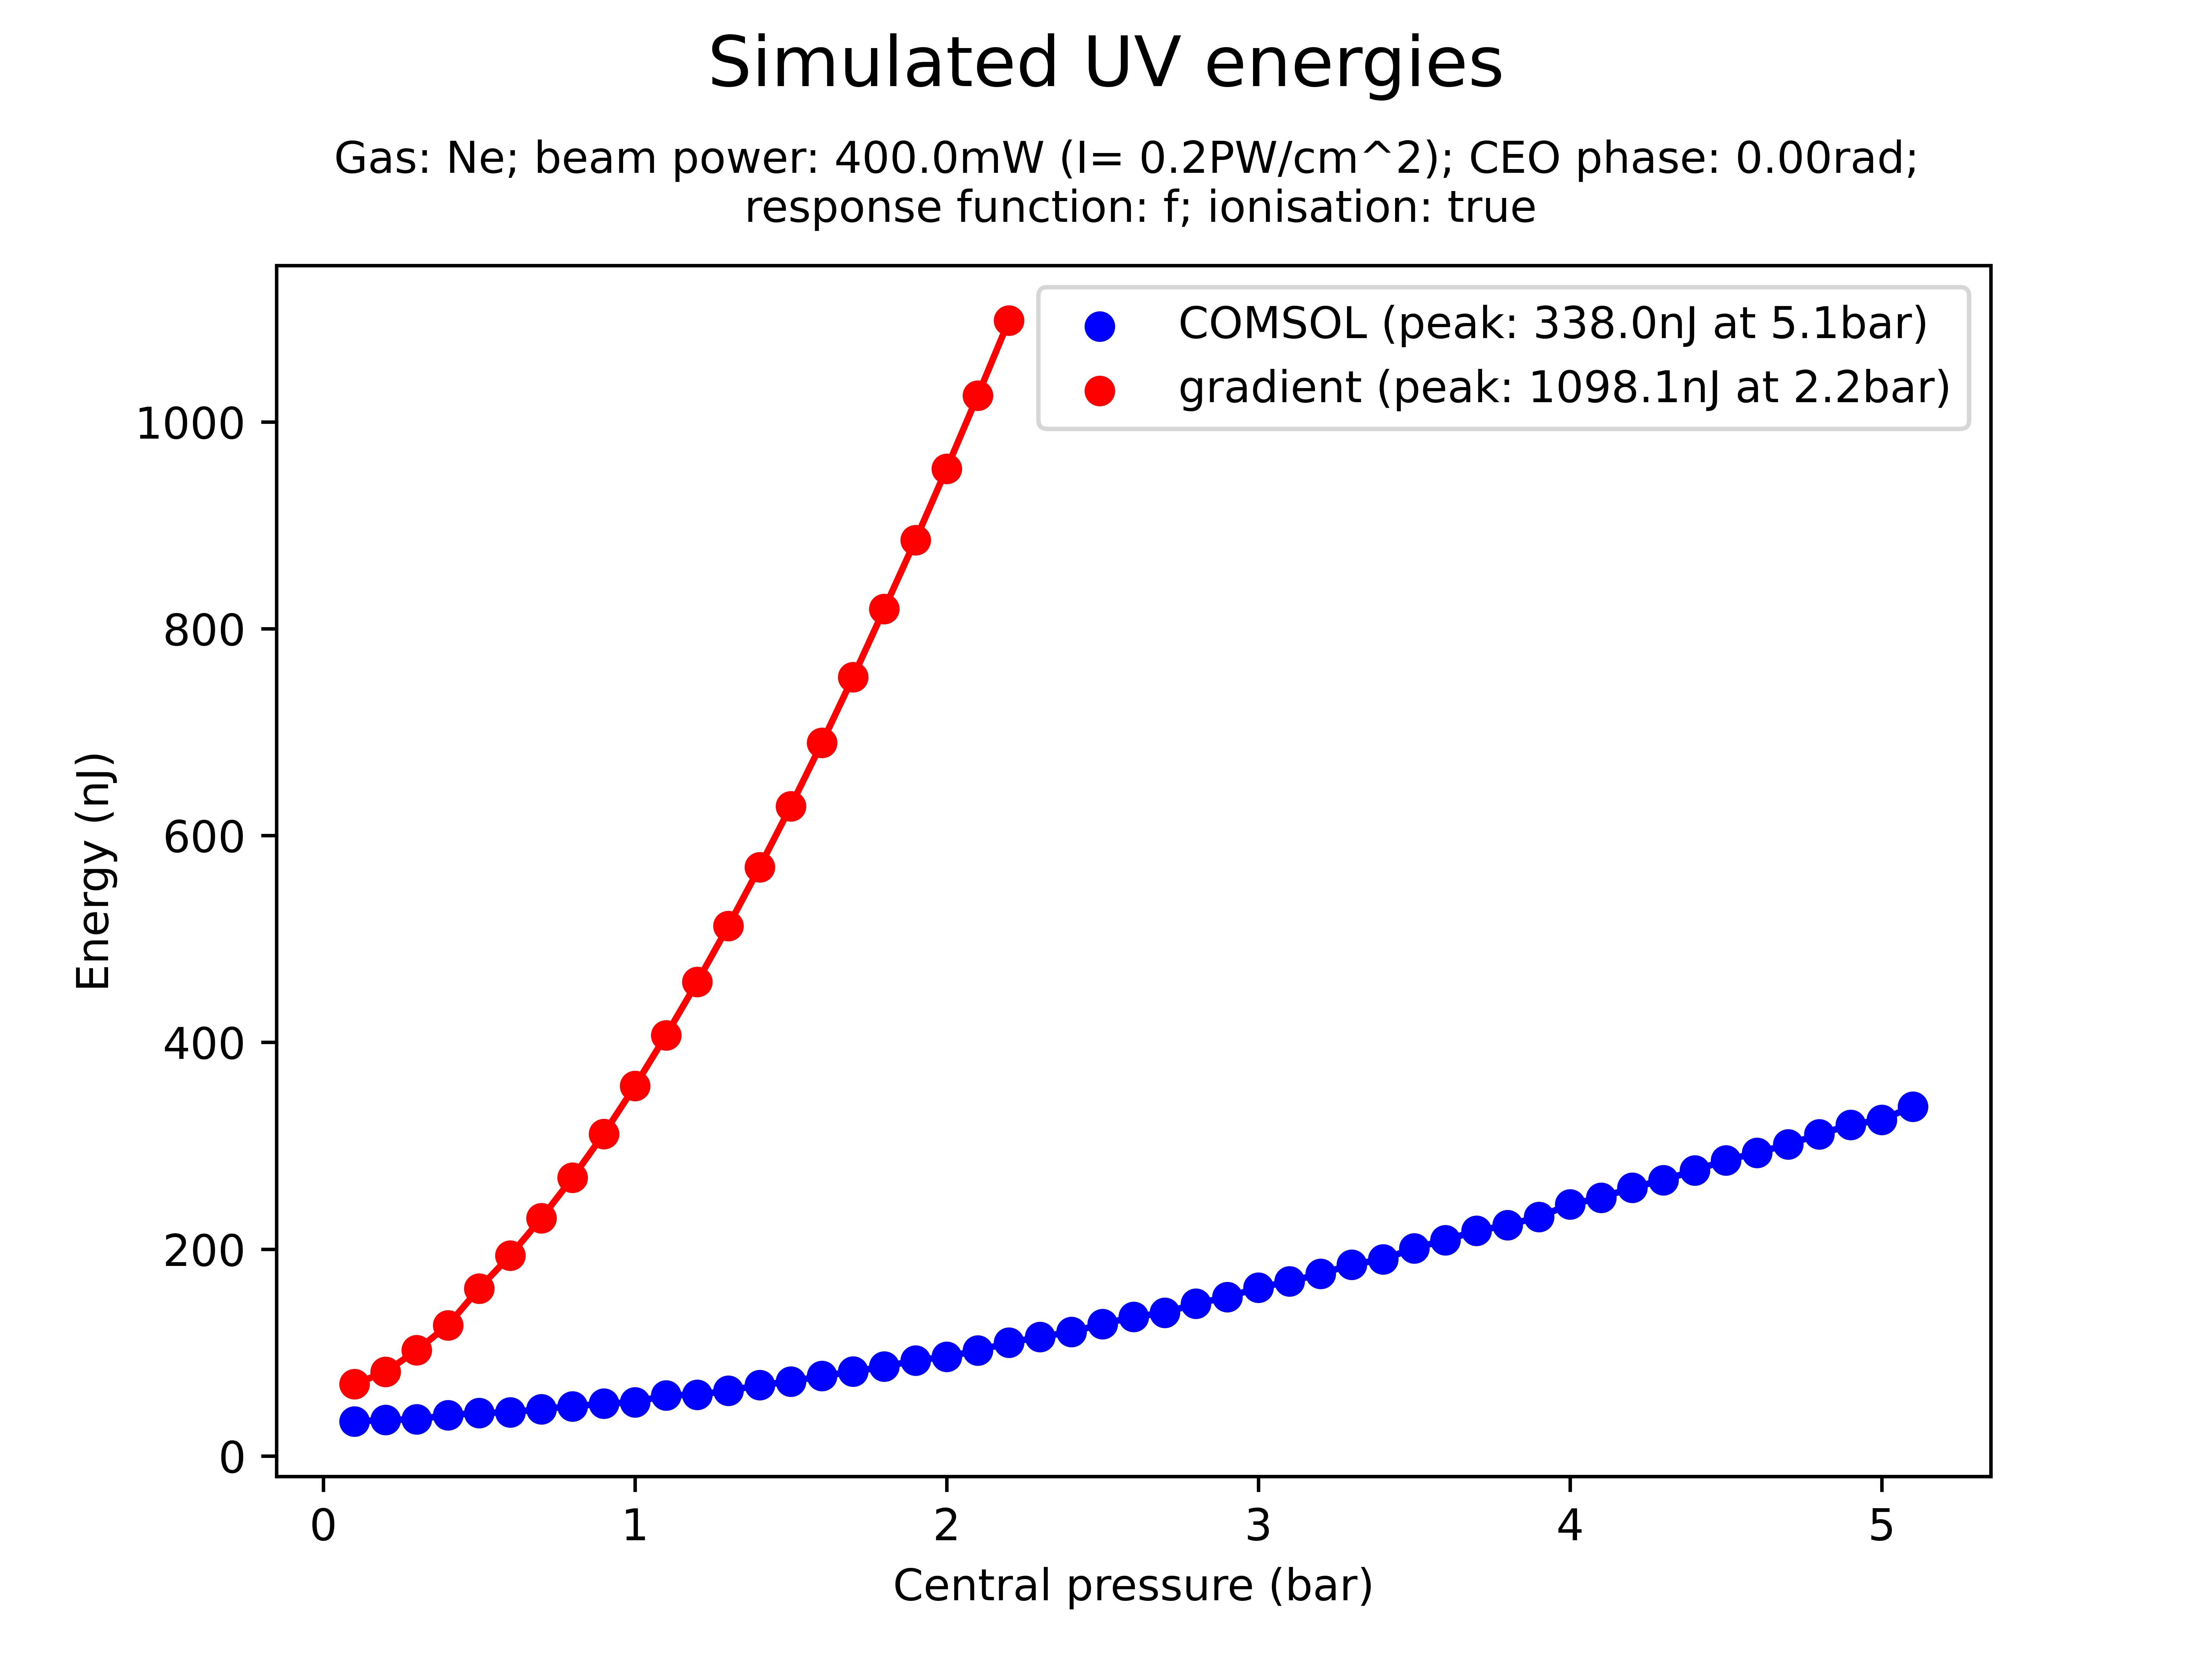 Simulated UV energies
Gas: Ne; beam power: 400.0mW (I= 0.2PW/cm^2); CEO phase: 0.00rad;
response function: f; ionisation: true
COMSOL (peak: 338.0nJ at 5.1bar)
gradient (peak: 1098.1nJ at 2.2bar)
Energy (nJ)
1000
800
600
400
200
0
0 1 2 3 4 5
Central pressure (bar)